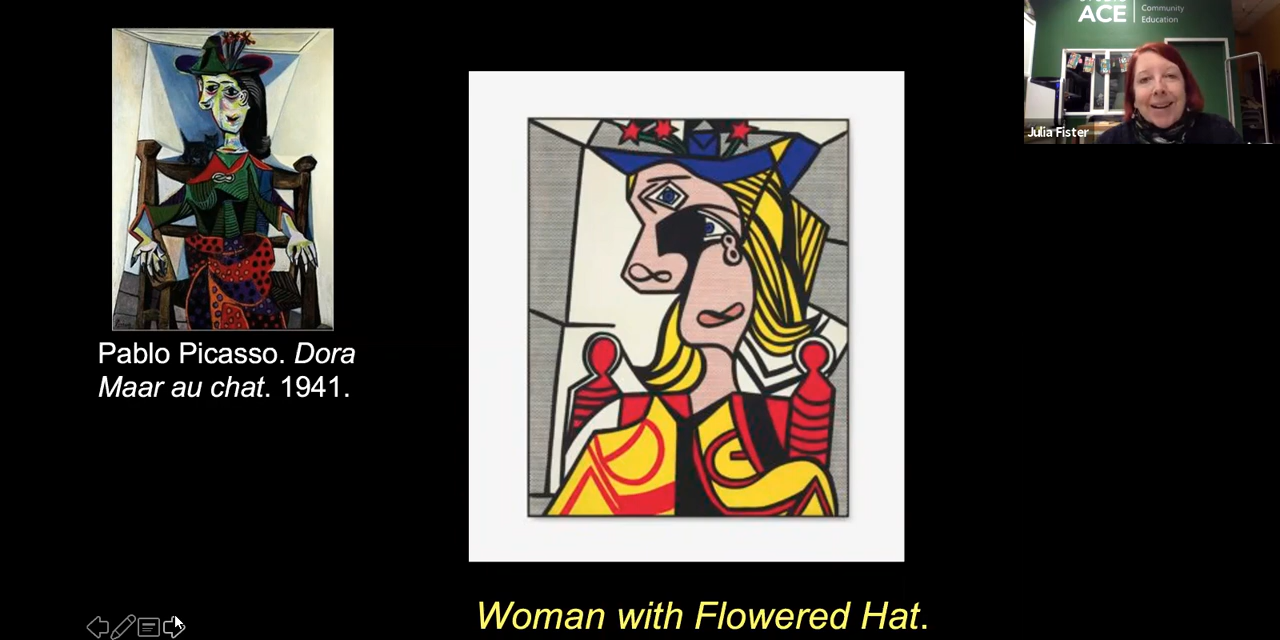 ACE
Community
Education
Julia Fister
Pablo Picasso. Dora
Maar au chat. 1941.
Woman with Flowered Hat.